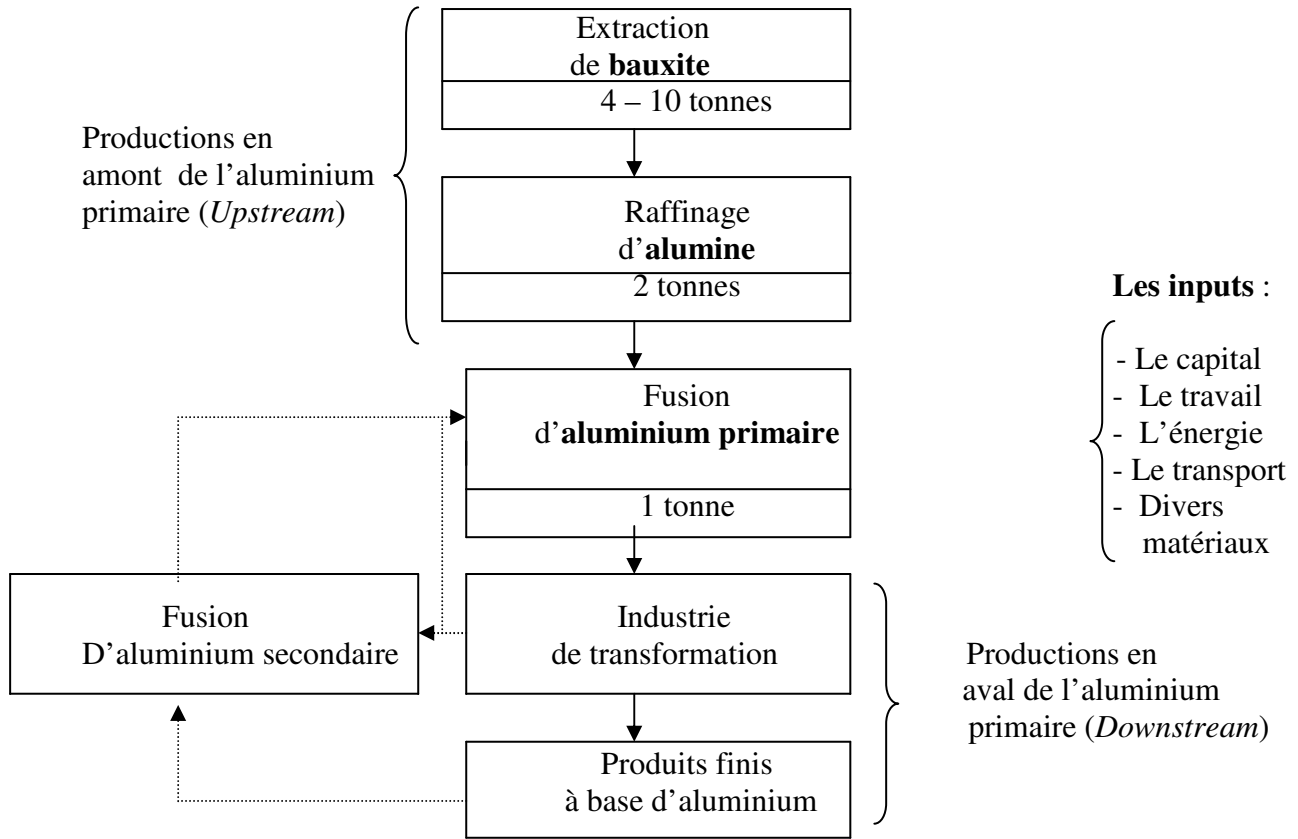 Extraction
de bauxite
4 – 10 tonnes
Productions en
amont de l’aluminium
primaire (Upstream)
Raffinage
d’alumine
2 tonnes
Les inputs :
- Le capital
- Le travail
- L’énergie
- Le transport
- Divers
matériaux
Fusion
d’aluminium primaire
1 tonne
Fusion
D’aluminium secondaire
Industrie
de transformation
Productions en
aval de l’aluminium
primaire (Downstream)
Produits finis
à base d’aluminium